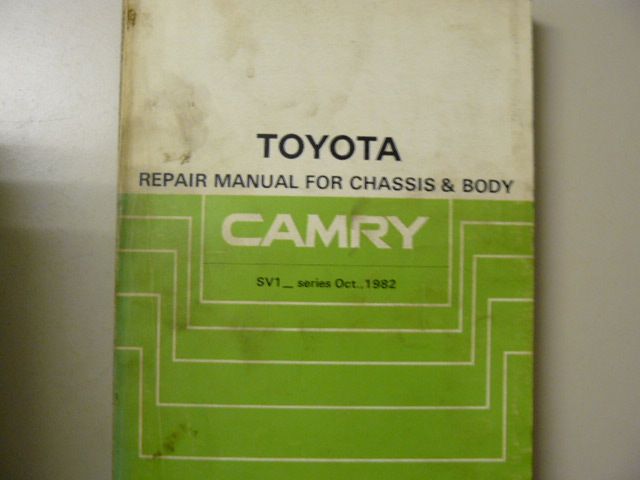 TOYOTA
REPAIR MANUAL FOR CHASSIS & BODY
CAMRY
SV1_ series Oct.,1982